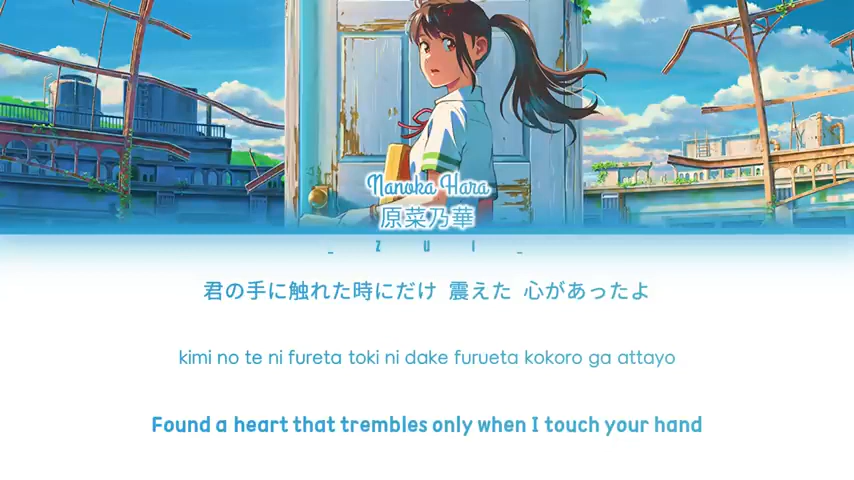 Nanoka Hara
原菜乃華
_ z u i _
君の手に触れた時にだけ 震えた 心があったよ
kimi no te ni fureta toki ni dake furueta kokoro ga attayo
Found a heart that trembles only when I touch your hand